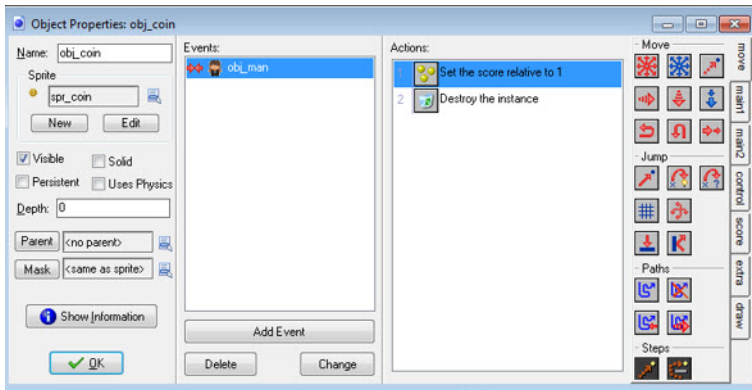 Object Properties: obj_coin
Name: obj_coin
Sprite
spr_coin
New Edit
Visible Solid
Persistent Uses Physics
Depth: 0
Parent <no parent>
Mask <same as sprite>
Show Information
OK
Events:
obj_man
Add Event
Delete Change
Actions:
1 Set the score relative to 1
2 Destroy the instance
Move
Jump
Paths
Steps
move
main1
main2
control
score
extra
draw